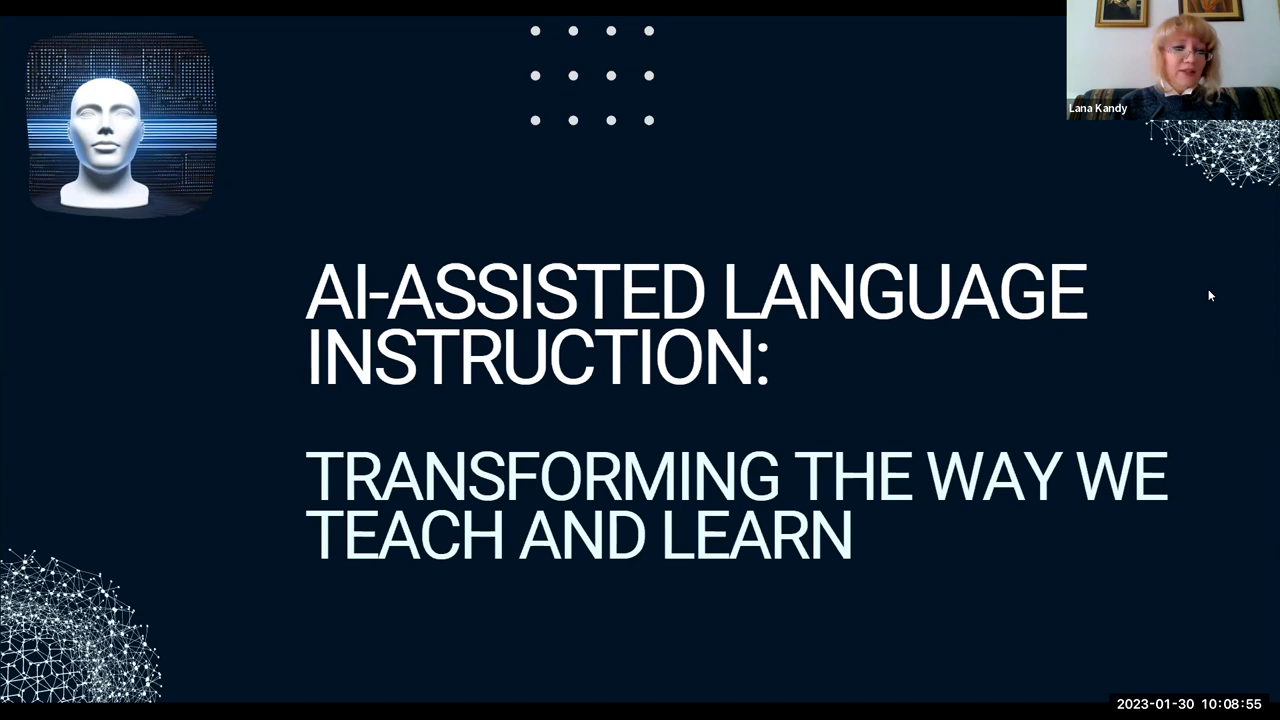 Lana Kandy
AI-ASSISTED LANGUAGE
INSTRUCTION:
TRANSFORMING THE WAY WE
TEACH AND LEARN
2023-01-30 10:08:55